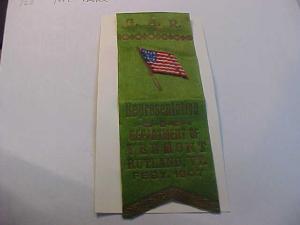 G. A. R.
Representative
DEPARTMENT OF
VERMONT
RUTLAND, VT.
FEBY. 1907